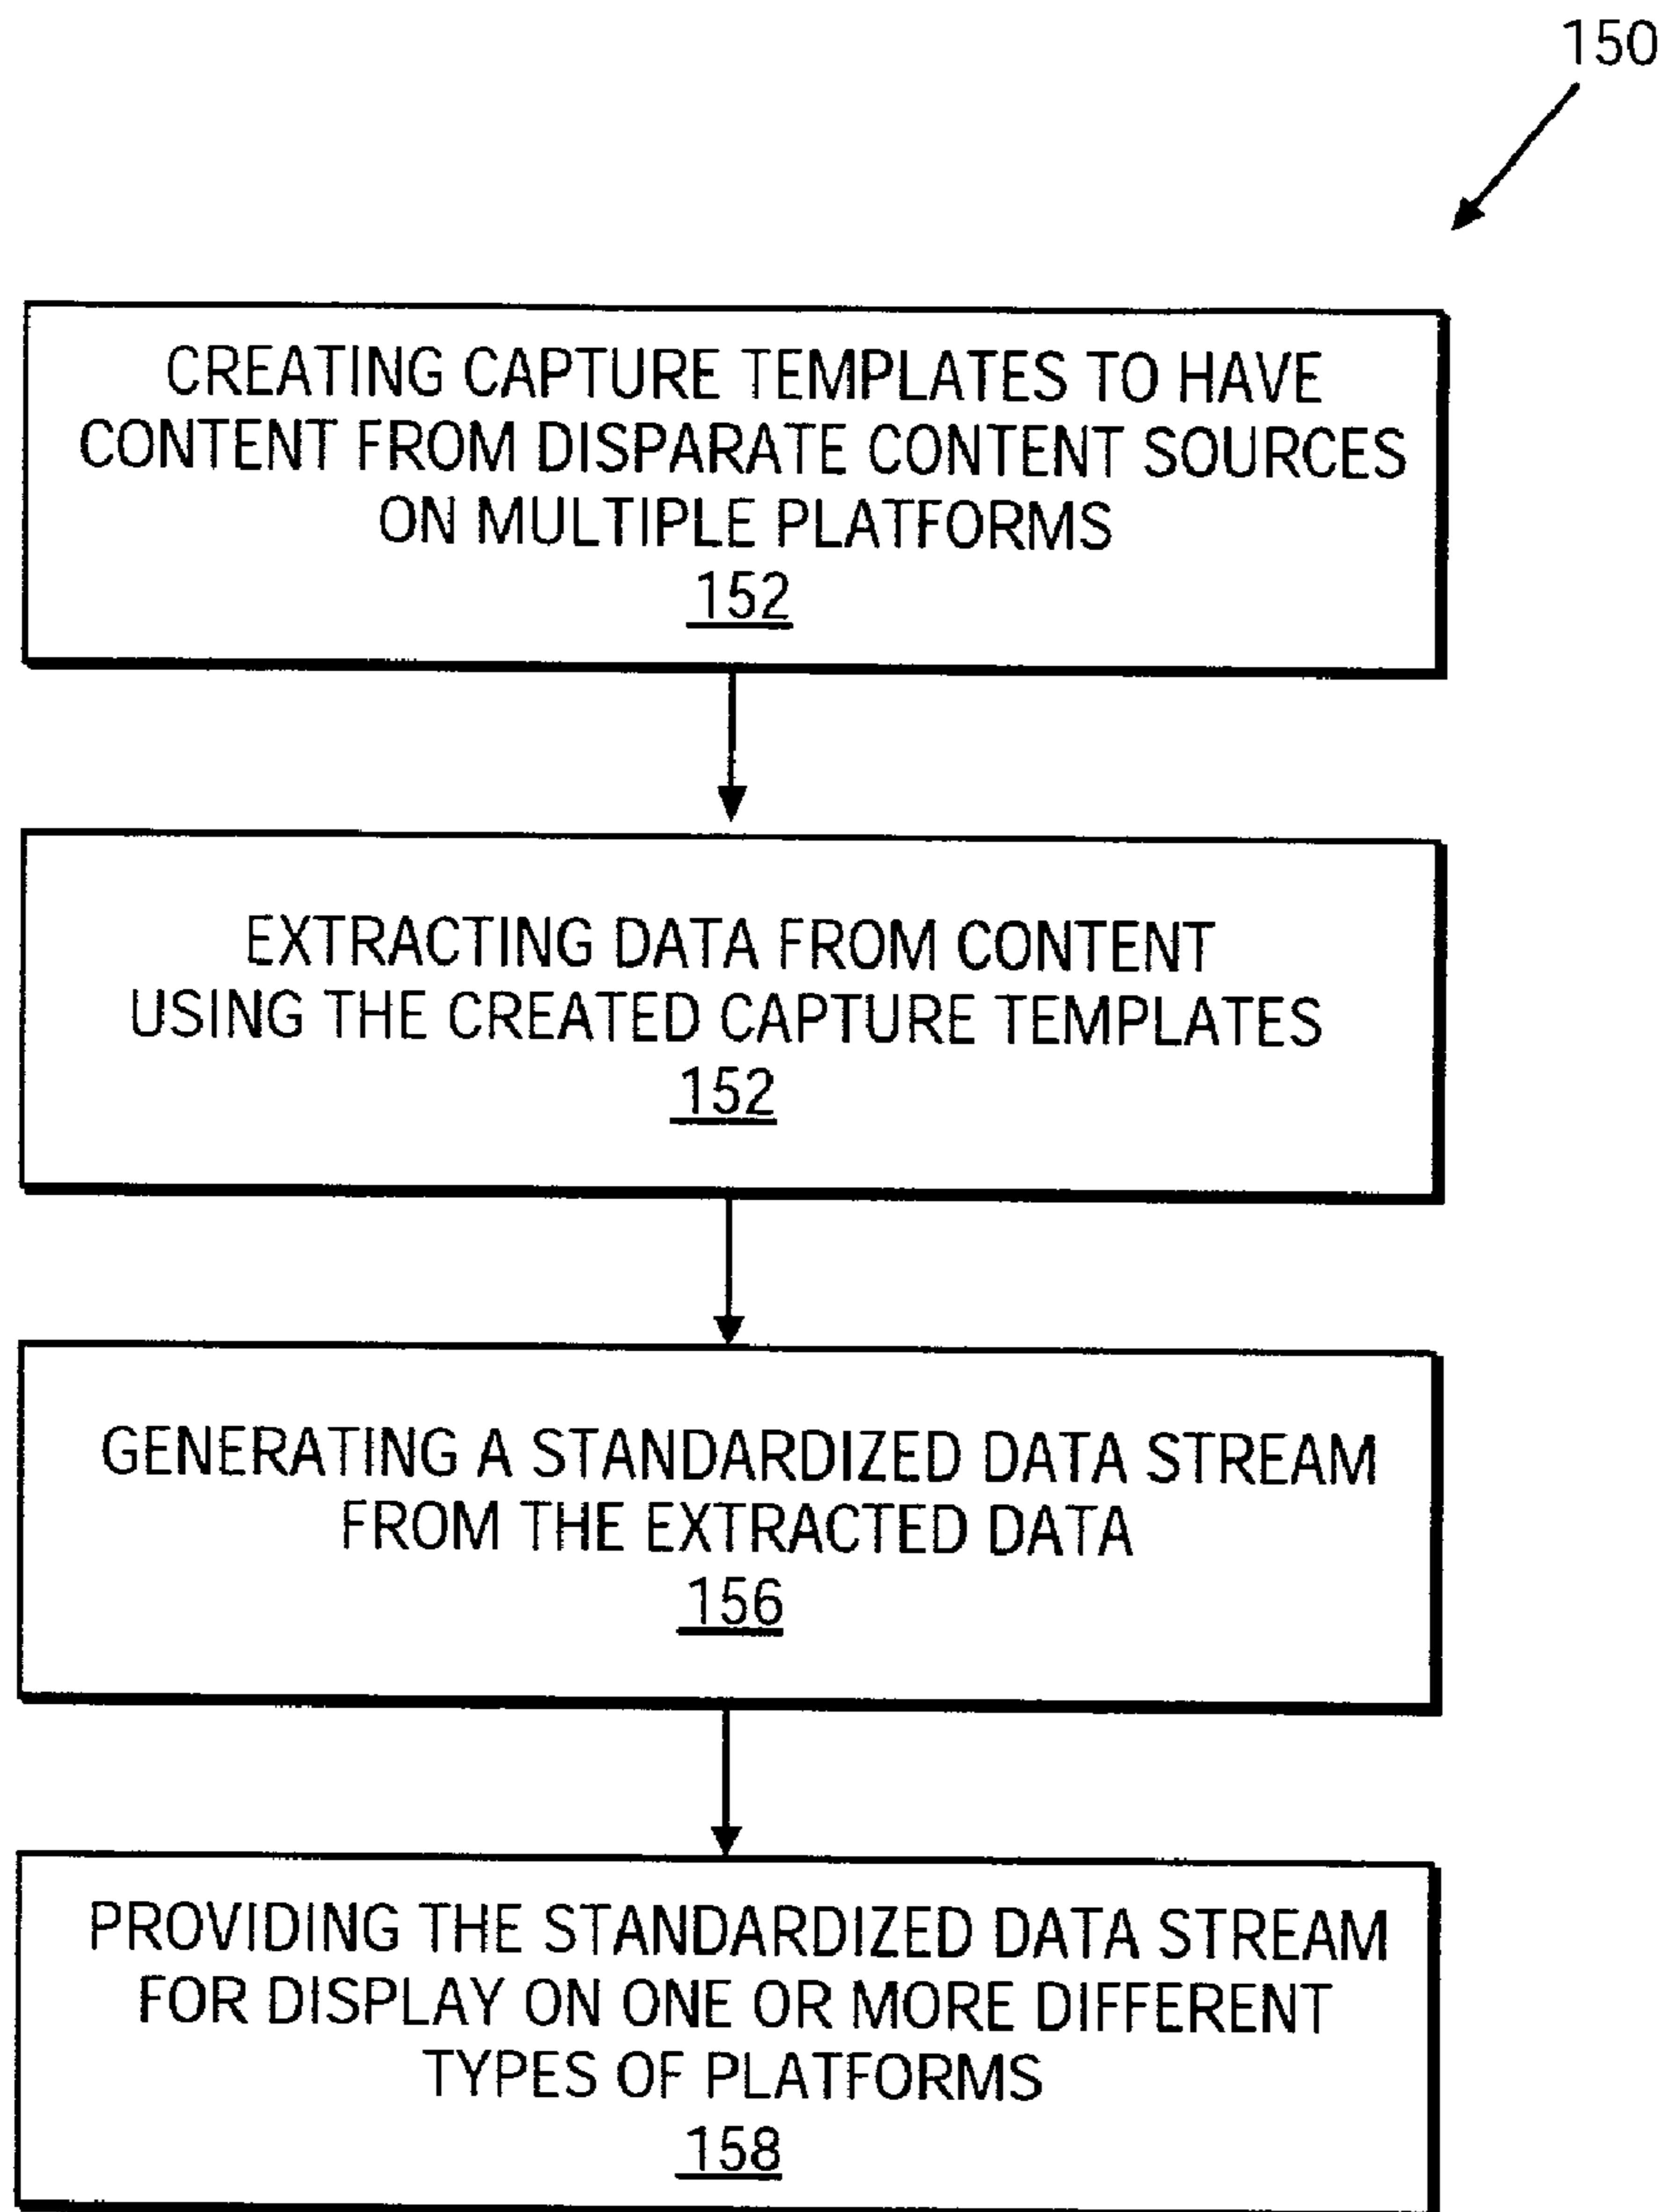 150
CREATING CAPTURE TEMPLATES TO HAVE
CONTENT FROM DISPARATE CONTENT SOURCES
ON MULTIPLE PLATFORMS
152
EXTRACTING DATA FROM CONTENT
USING THE CREATED CAPTURE TEMPLATES
152
GENERATING A STANDARDIZED DATA STREAM
FROM THE EXTRACTED DATA
156
PROVIDING THE STANDARDIZED DATA STREAM
FOR DISPLAY ON ONE OR MORE DIFFERENT
TYPES OF PLATFORMS
158